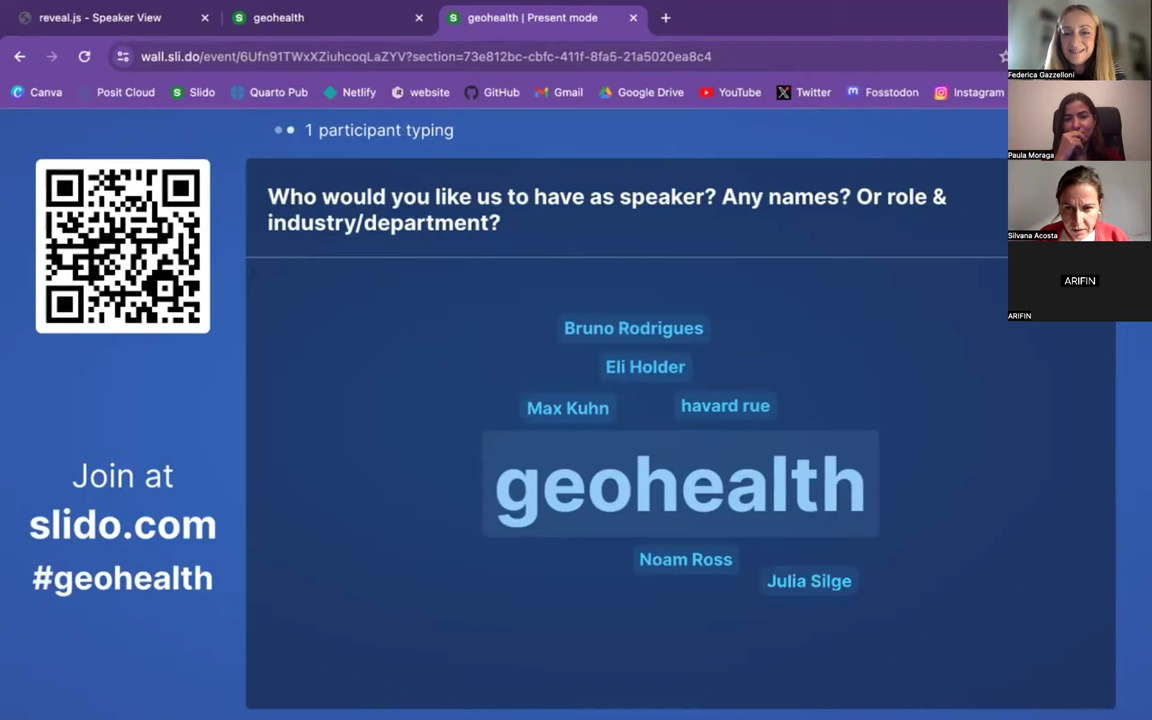 reveal.js - Speaker View
geohealth
geohealth | Present mode
wall.sli.do/event/6Ufn91TWxXZiuhcoqLaZYV?section=73e812bc-cbfc-411f-8fa5-21a5020ea8c4
Canva
Posit Cloud
Slido
Quarto Pub
Netlify
website
GitHub
Gmail
Google Drive
YouTube
Twitter
Fosstodon
Instagram
1 participant typing
Who would you like us to have as speaker? Any names? Or role &
industry/department?
Bruno Rodrigues
Eli Holder
Max Kuhn
havard rue
geohealth
Noam Ross
Julia Silge
Join at
slido.com
#geohealth
Federica Gazzelloni
Paula Moraga
Silvana Acosta
ARIFIN
ARIFIN